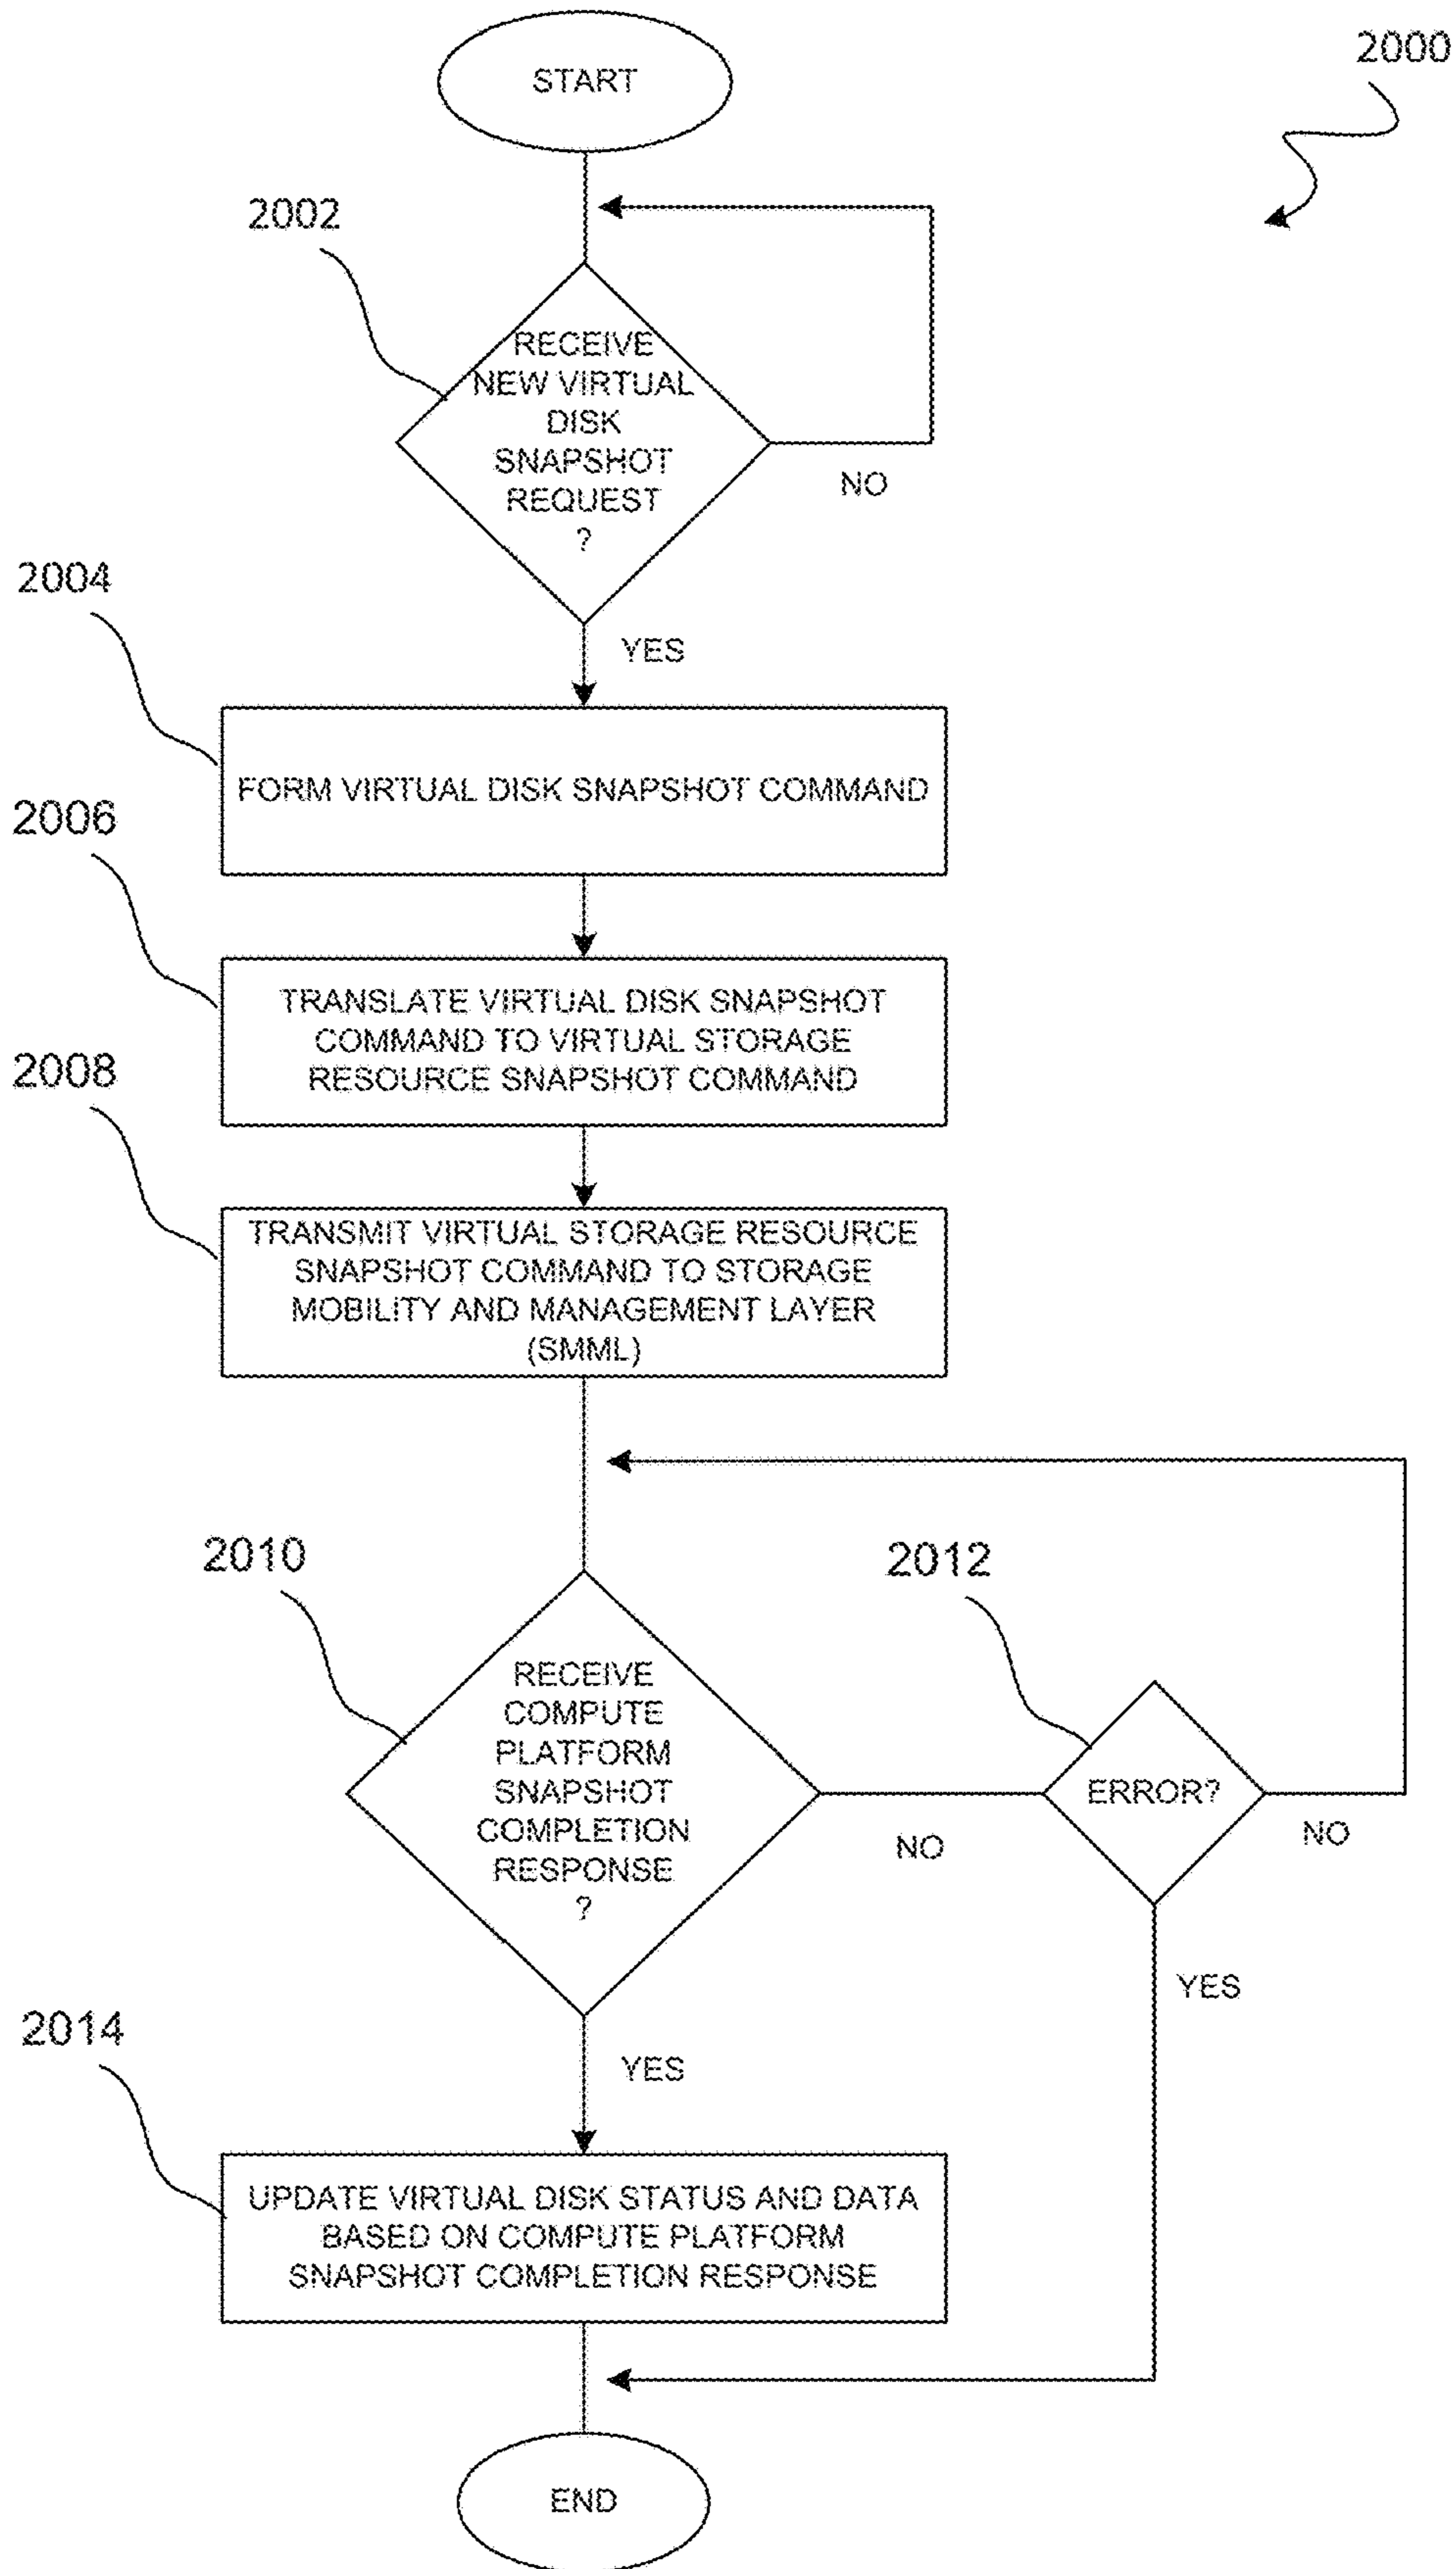 START
2000
2002
RECEIVE
NEW VIRTUAL
DISK
SNAPSHOT
REQUEST
?
NO
2004
YES
FORM VIRTUAL DISK SNAPSHOT COMMAND
2006
TRANSLATE VIRTUAL DISK SNAPSHOT
COMMAND TO VIRTUAL STORAGE
RESOURCE SNAPSHOT COMMAND
2008
TRANSMIT VIRTUAL STORAGE RESOURCE
SNAPSHOT COMMAND TO STORAGE
MOBILITY AND MANAGEMENT LAYER
(SMML)
2010
2012
RECEIVE
COMPUTE
PLATFORM
SNAPSHOT
COMPLETION
RESPONSE
?
NO
ERROR?
NO
YES
2014
YES
UPDATE VIRTUAL DISK STATUS AND DATA
BASED ON COMPUTE PLATFORM
SNAPSHOT COMPLETION RESPONSE
END